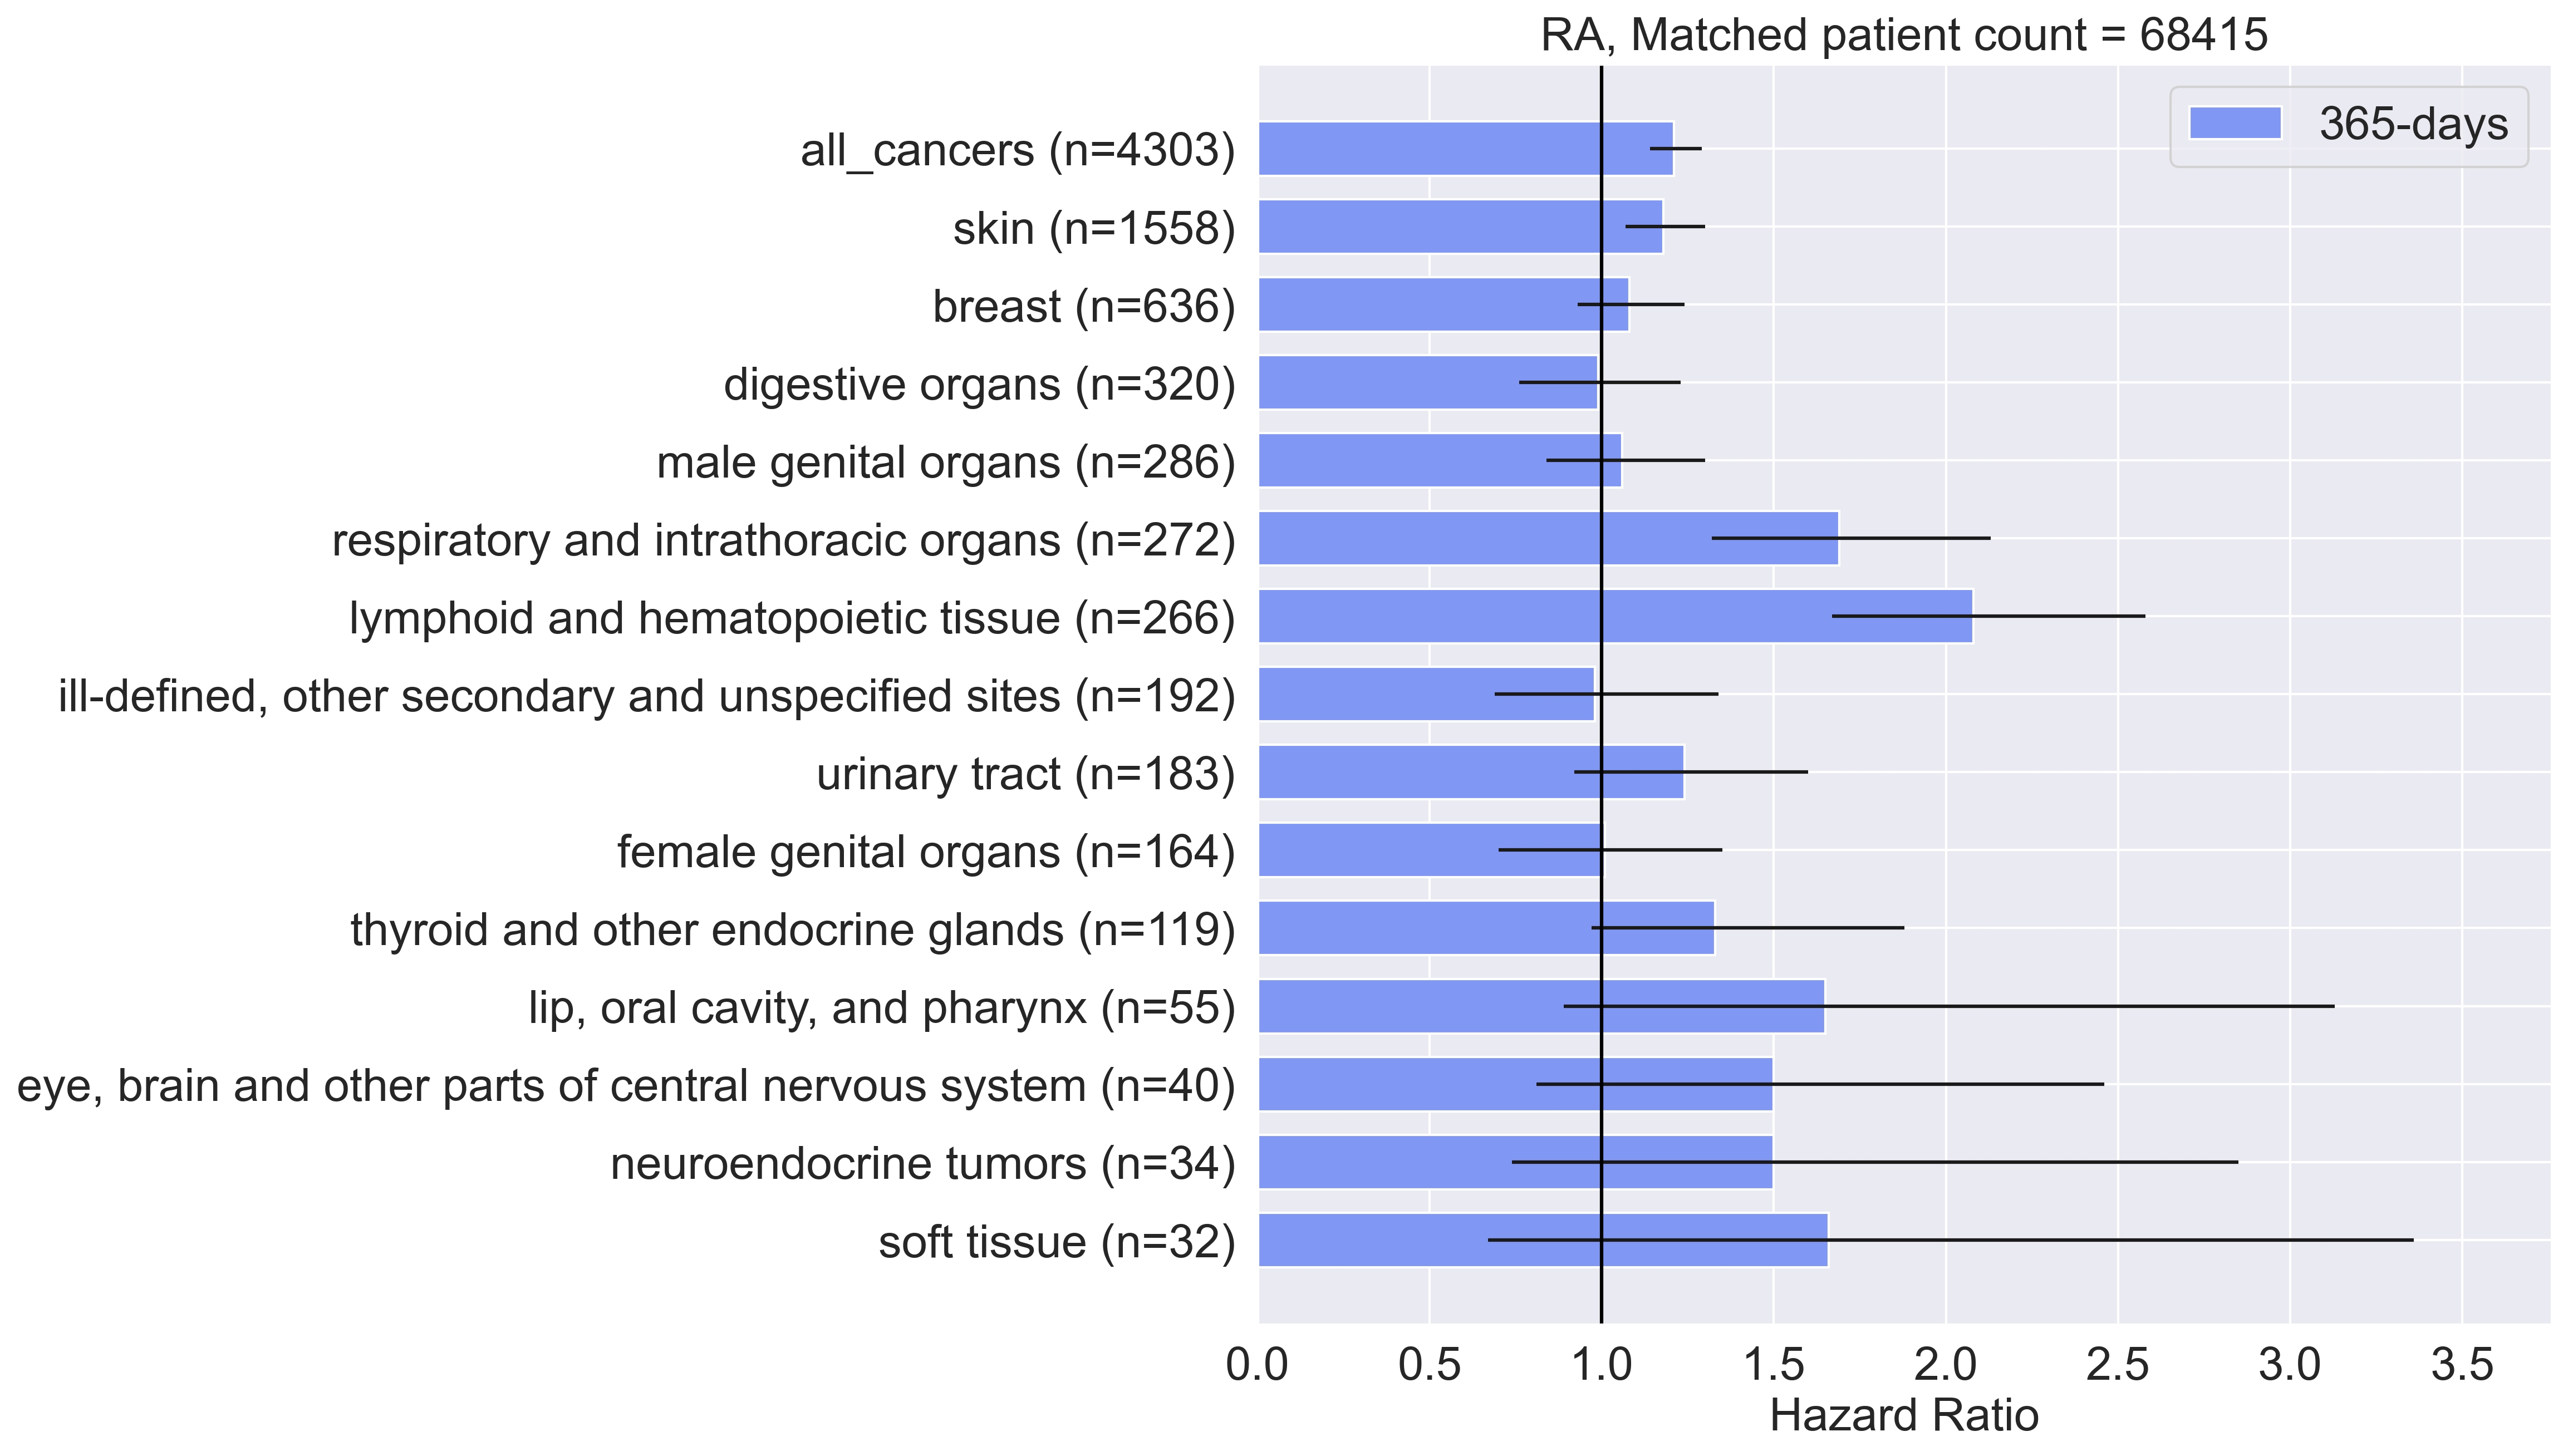 RA, Matched patient count = 68415
365-days
all_cancers (n=4303)
skin (n=1558)
breast (n=636)
digestive organs (n=320)
male genital organs (n=286)
respiratory and intrathoracic organs (n=272)
lymphoid and hematopoietic tissue (n=266)
ill-defined, other secondary and unspecified sites (n=192)
urinary tract (n=183)
female genital organs (n=164)
thyroid and other endocrine glands (n=119)
lip, oral cavity, and pharynx (n=55)
eye, brain and other parts of central nervous system (n=40)
neuroendocrine tumors (n=34)
soft tissue (n=32)
0.0 0.5 1.0 1.5 2.0 2.5 3.0 3.5
Hazard Ratio